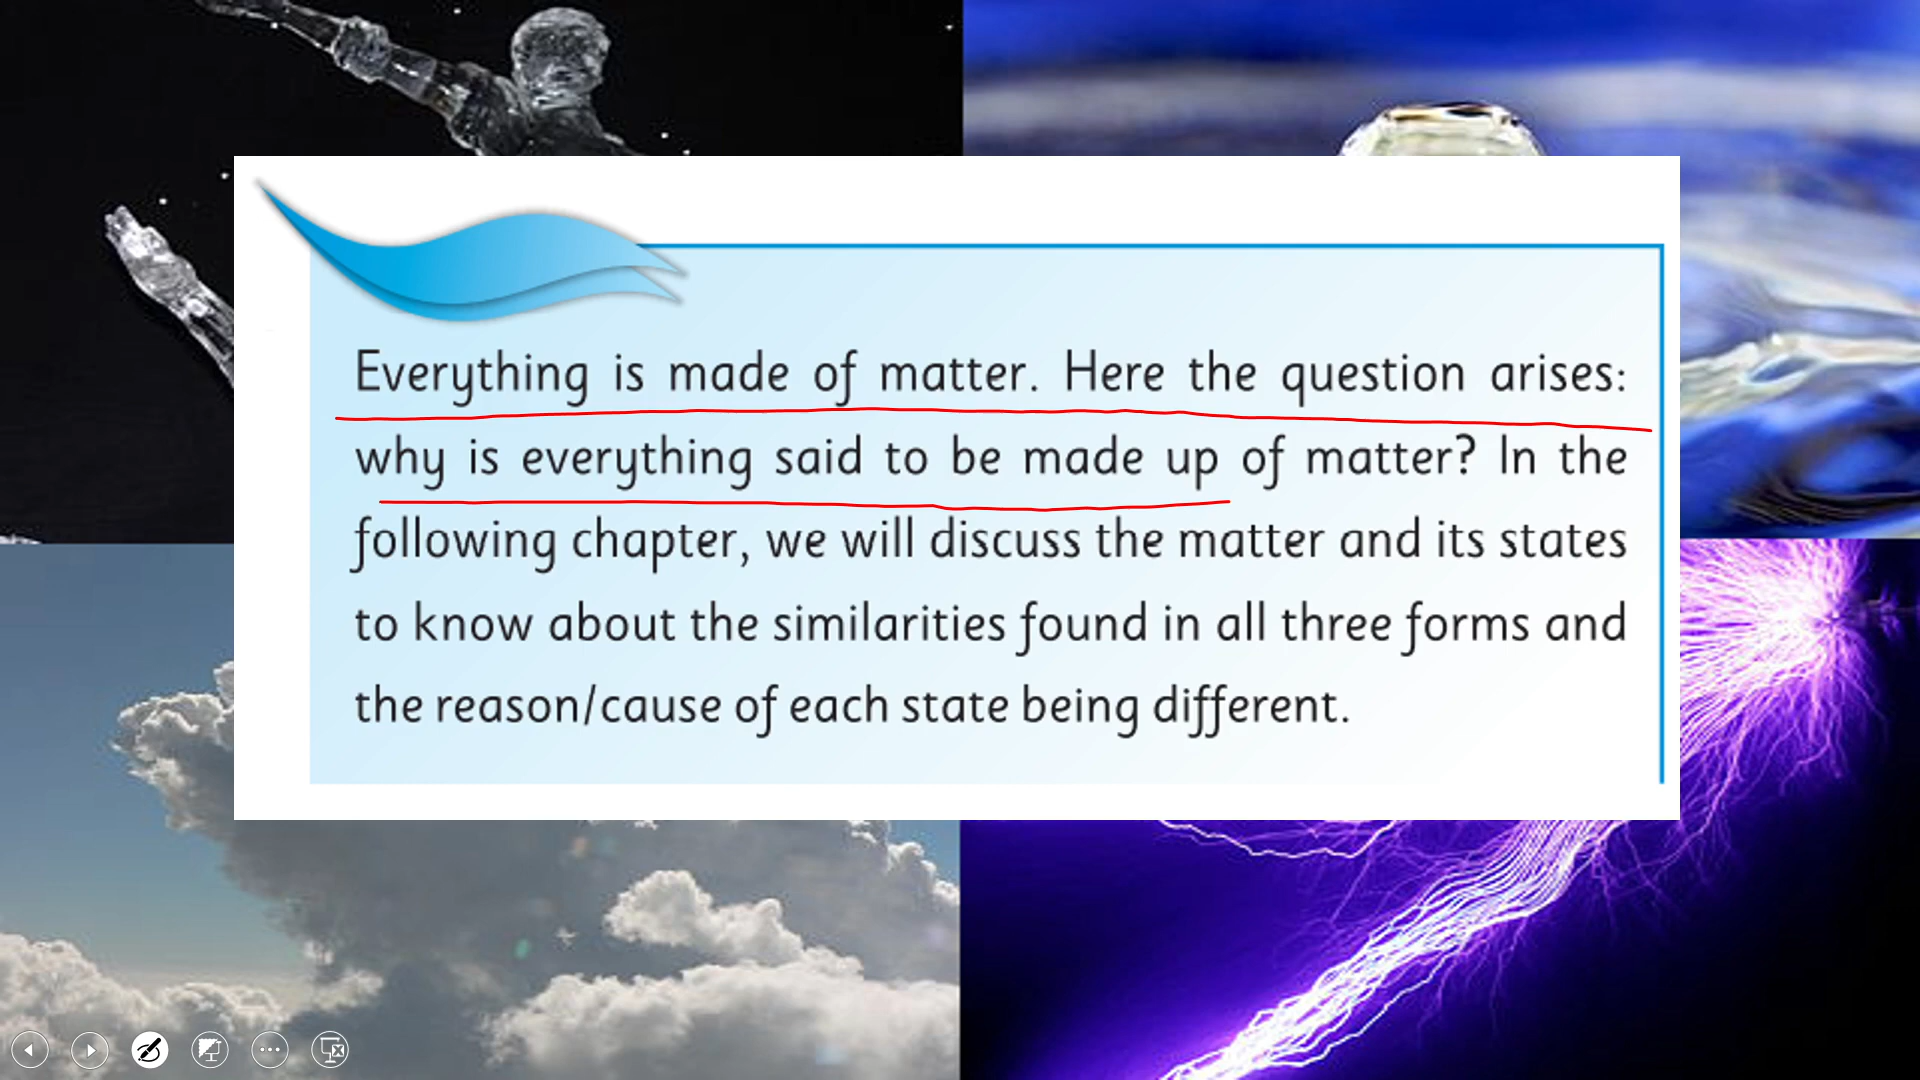 Everything is made of matter. Here the question arises:
why is everything said to be made up of matter? In the
following chapter, we will discuss the matter and its states
to know about the similarities found in all three forms and
the reason/cause of each state being different.